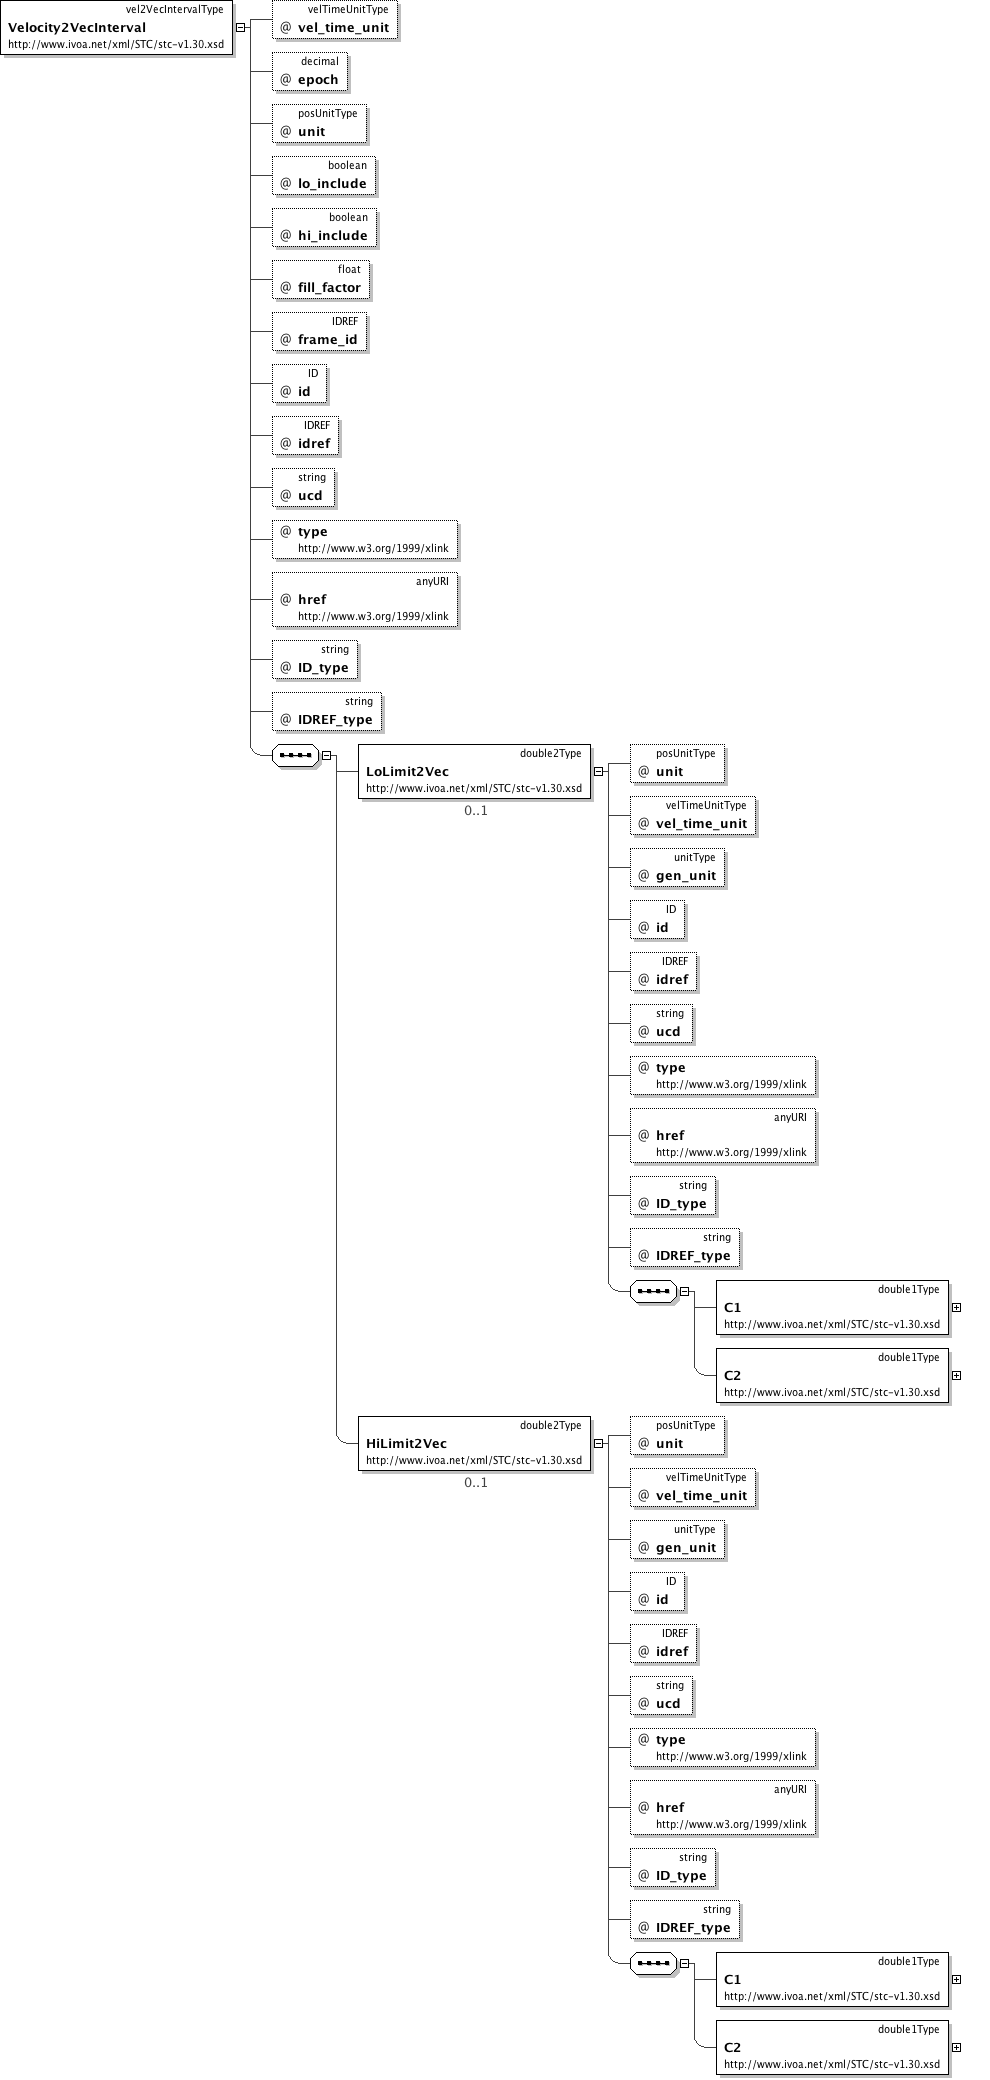 vel2VecIntervalType
Velocity2VecInterval
http://www.ivoa.net/xml/STC/stc-v1.30.xsd
velTimeUnitType
@ vel_time_unit
decimal
@ epoch
posUnitType
@ unit
boolean
@ lo_include
boolean
@ hi_include
float
@ fill_factor
IDREF
@ frame_id
ID
@ id
IDREF
@ idref
string
@ ucd
@ type
http://www.w3.org/1999/xlink
anyURI
@ href
http://www.w3.org/1999/xlink
string
@ ID_type
string
@ IDREF_type
double2Type
LoLimit2Vec
http://www.ivoa.net/xml/STC/stc-v1.30.xsd
0..1
posUnitType
@ unit
velTimeUnitType
@ vel_time_unit
unitType
@ gen_unit
ID
@ id
IDREF
@ idref
string
@ ucd
@ type
http://www.w3.org/1999/xlink
anyURI
@ href
http://www.w3.org/1999/xlink
string
@ ID_type
string
@ IDREF_type
double1Type
C1
http://www.ivoa.net/xml/STC/stc-v1.30.xsd
double1Type
C2
http://www.ivoa.net/xml/STC/stc-v1.30.xsd
double2Type
HiLimit2Vec
http://www.ivoa.net/xml/STC/stc-v1.30.xsd
0..1
posUnitType
@ unit
velTimeUnitType
@ vel_time_unit
unitType
@ gen_unit
ID
@ id
IDREF
@ idref
string
@ ucd
@ type
http://www.w3.org/1999/xlink
anyURI
@ href
http://www.w3.org/1999/xlink
string
@ ID_type
string
@ IDREF_type
double1Type
C1
http://www.ivoa.net/xml/STC/stc-v1.30.xsd
double1Type
C2
http://www.ivoa.net/xml/STC/stc-v1.30.xsd